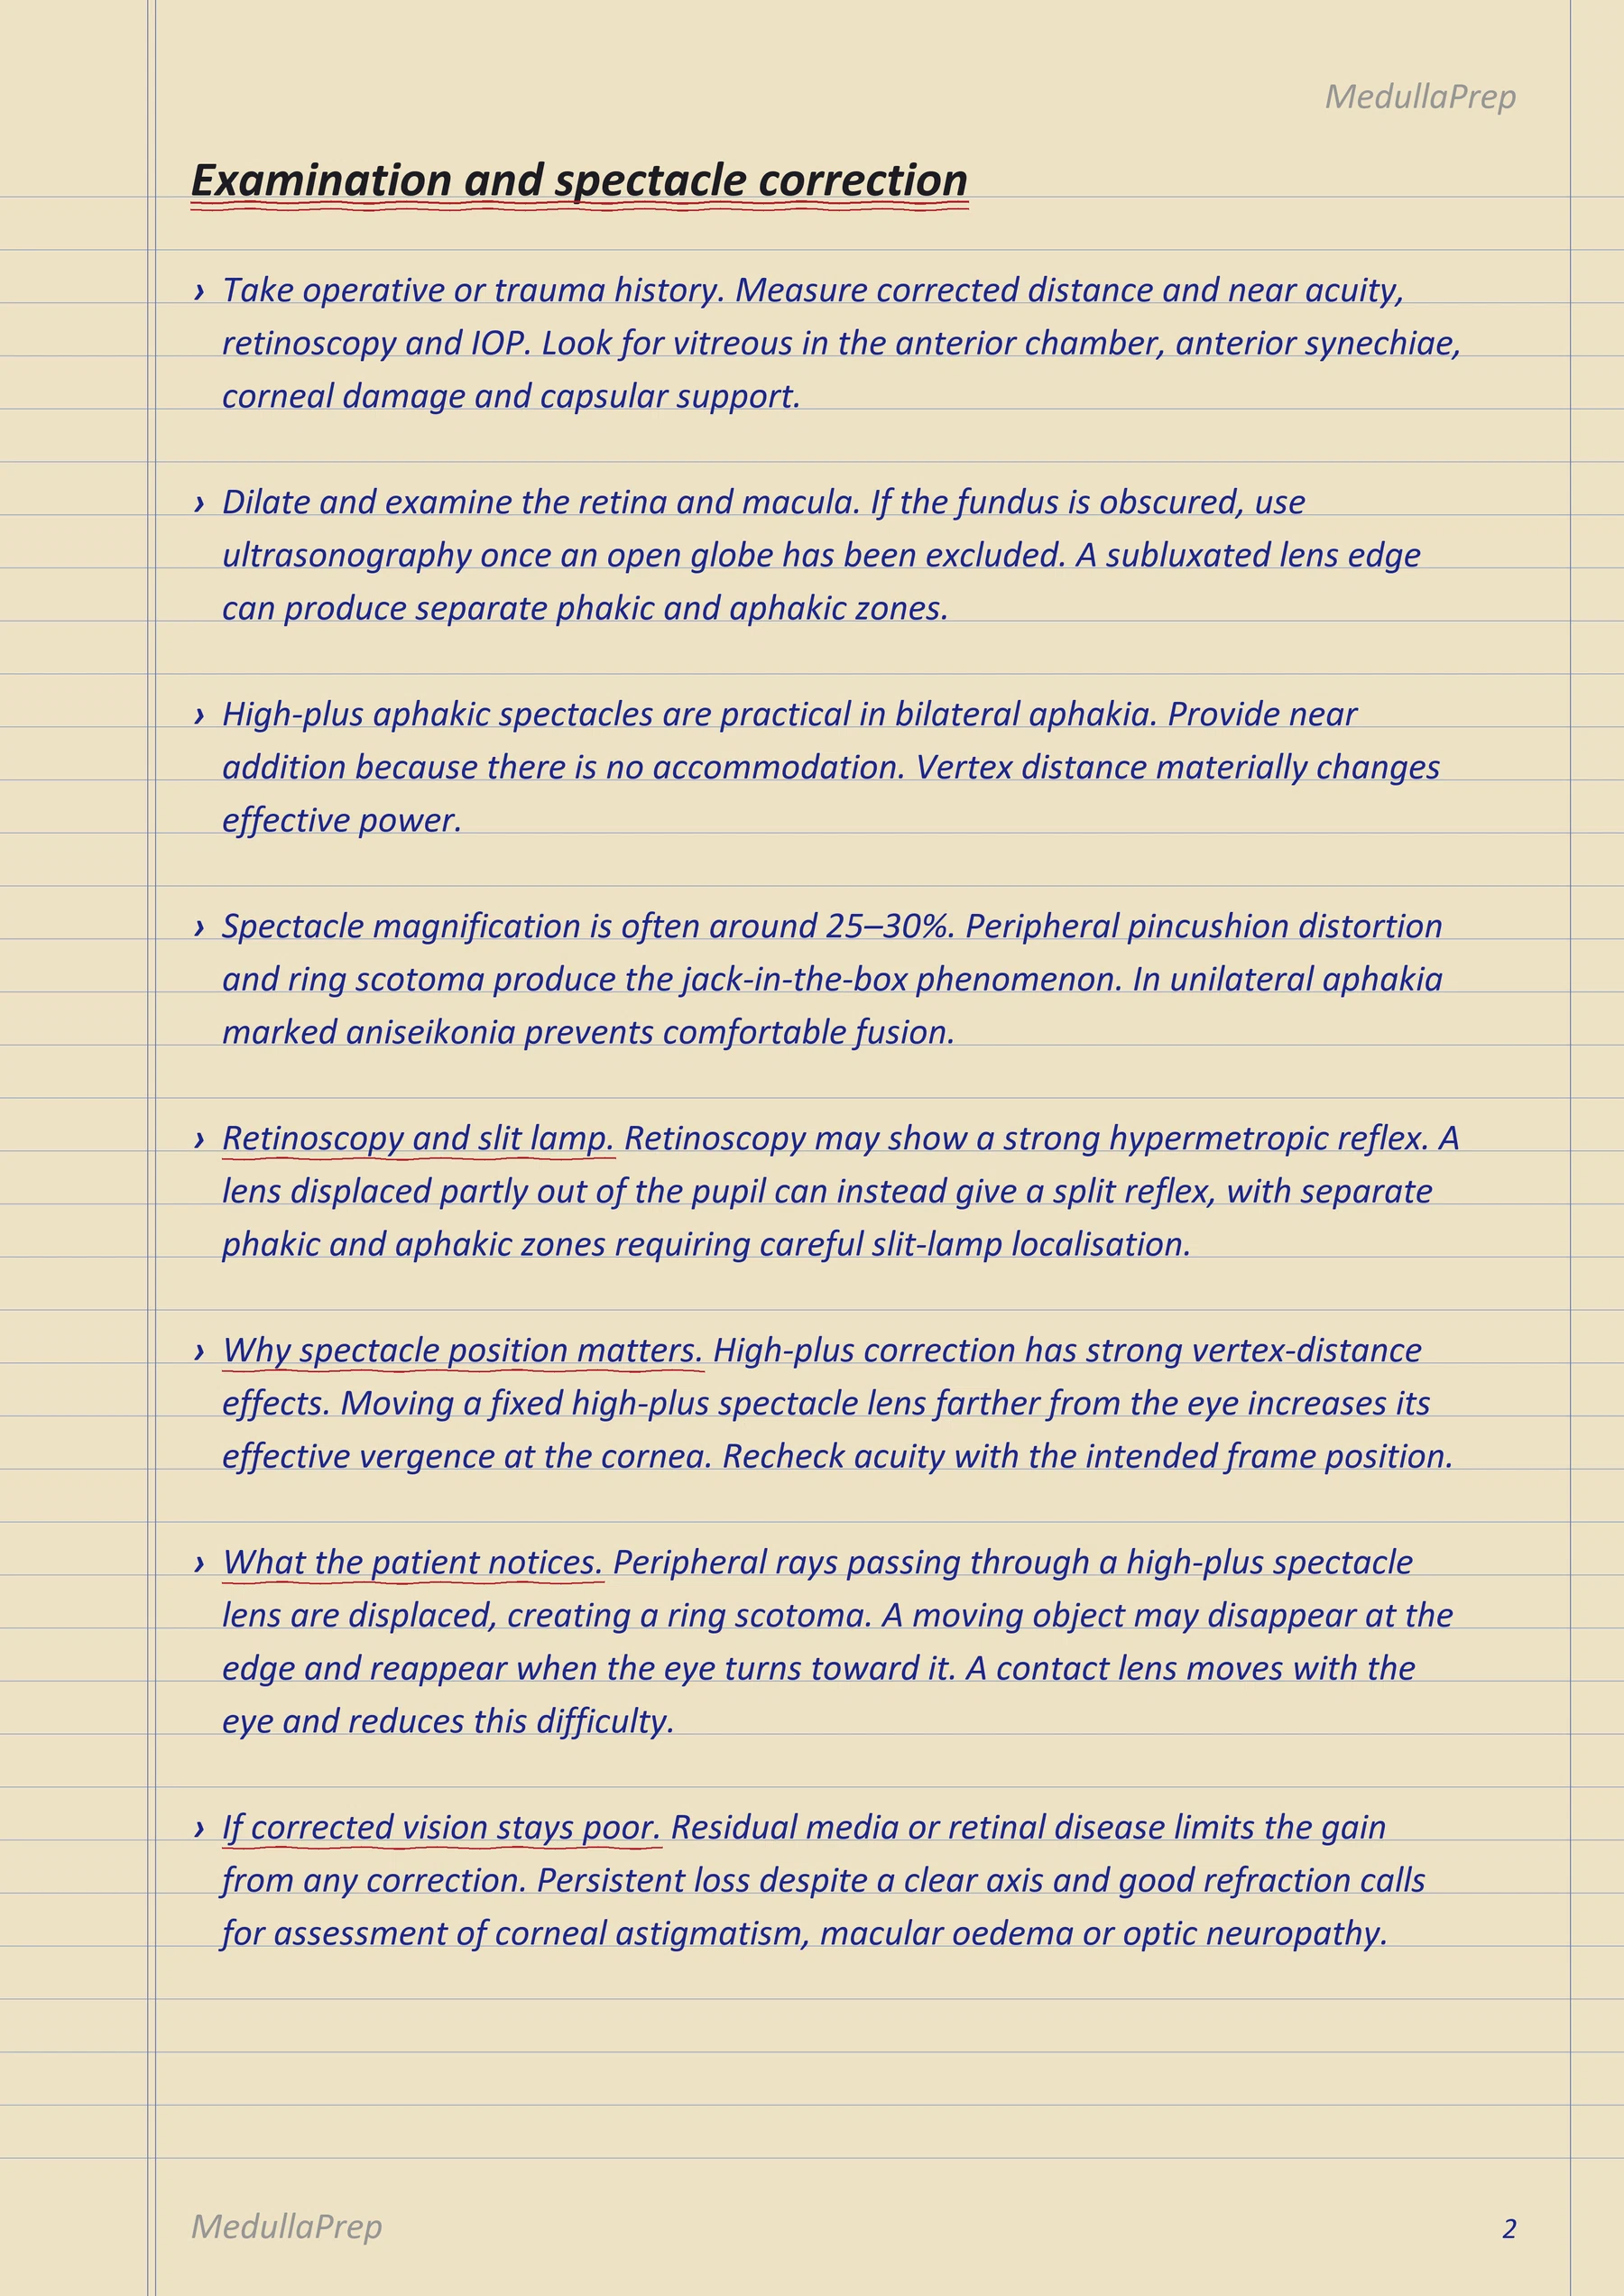 MedullaPrep
Examination and spectacle correction
› Take operative or trauma history. Measure corrected distance and near acuity,
retinoscopy and IOP. Look for vitreous in the anterior chamber, anterior synechiae,
corneal damage and capsular support.
› Dilate and examine the retina and macula. If the fundus is obscured, use
ultrasonography once an open globe has been excluded. A subluxated lens edge
can produce separate phakic and aphakic zones.
› High-plus aphakic spectacles are practical in bilateral aphakia. Provide near
addition because there is no accommodation. Vertex distance materially changes
effective power.
› Spectacle magnification is often around 25–30%. Peripheral pincushion distortion
and ring scotoma produce the jack-in-the-box phenomenon. In unilateral aphakia
marked aniseikonia prevents comfortable fusion.
› Retinoscopy and slit lamp. Retinoscopy may show a strong hypermetropic reflex. A
lens displaced partly out of the pupil can instead give a split reflex, with separate
phakic and aphakic zones requiring careful slit-lamp localisation.
› Why spectacle position matters. High-plus correction has strong vertex-distance
effects. Moving a fixed high-plus spectacle lens farther from the eye increases its
effective vergence at the cornea. Recheck acuity with the intended frame position.
› What the patient notices. Peripheral rays passing through a high-plus spectacle
lens are displaced, creating a ring scotoma. A moving object may disappear at the
edge and reappear when the eye turns toward it. A contact lens moves with the
eye and reduces this difficulty.
› If corrected vision stays poor. Residual media or retinal disease limits the gain
from any correction. Persistent loss despite a clear axis and good refraction calls
for assessment of corneal astigmatism, macular oedema or optic neuropathy.
MedullaPrep
2